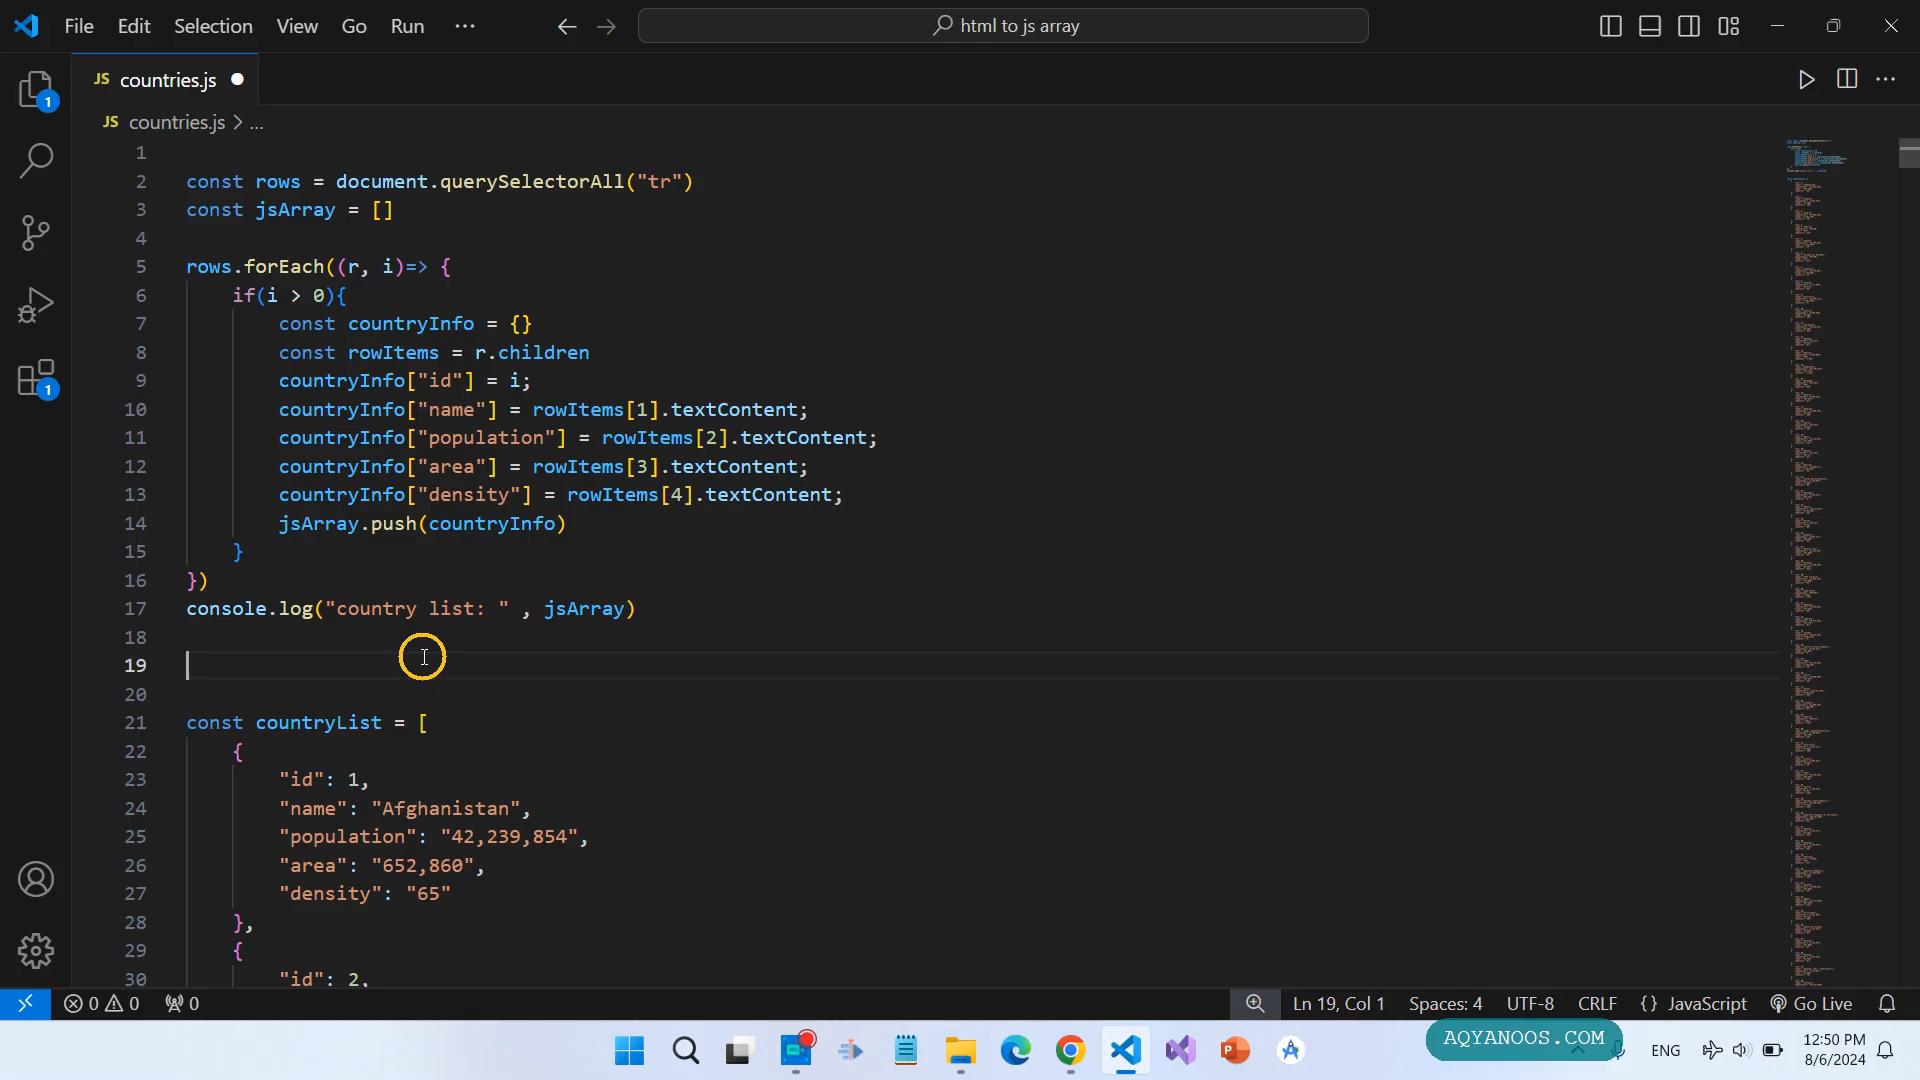 File Edit Selection View Go Run ··· html to js array
JS countries.js
JS countries.js > ...
1
2 const rows = document.querySelectorAll("tr")
3 const jsArray = []
4
5 rows.forEach((r, i)=> {
6 if(i > 0){
7 const countryInfo = {}
8 const rowItems = r.children
9 countryInfo["id"] = i;
10 countryInfo["name"] = rowItems[1].textContent;
11 countryInfo["population"] = rowItems[2].textContent;
12 countryInfo["area"] = rowItems[3].textContent;
13 countryInfo["density"] = rowItems[4].textContent;
14 jsArray.push(countryInfo)
15 }
16 })
17 console.log("country list: " , jsArray)
18
19
20
21 const countryList = [
22 {
23 "id": 1,
24 "name": "Afghanistan",
25 "population": "42,239,854",
26 "area": "652,860",
27 "density": "65"
28 },
29 {
30 "id": 2,
1
1
0 0 0 Ln 19, Col 1 Spaces: 4 UTF-8 CRLF {} JavaScript Go Live
AQYANOOS.COM
ENG 12:50 PM
8/6/2024